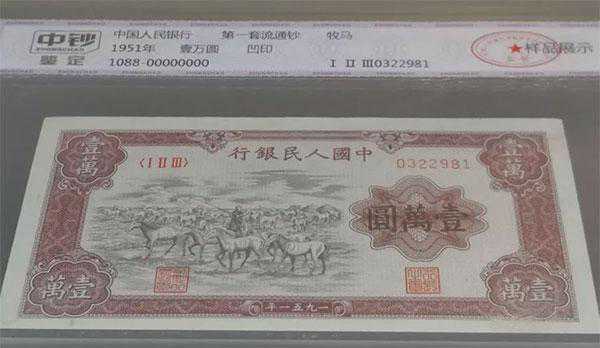 中钞
ZHONGCHAO
鉴定
中国人民银行 第一套流通钞 牧马
1951年 壹万圆 凹印
1088-00000000 I II III0322981
★样品展示
壹萬
〈I II III〉
行銀民人國中
0322981
壹萬
圓萬壹
萬壹
年一五九一
萬壹